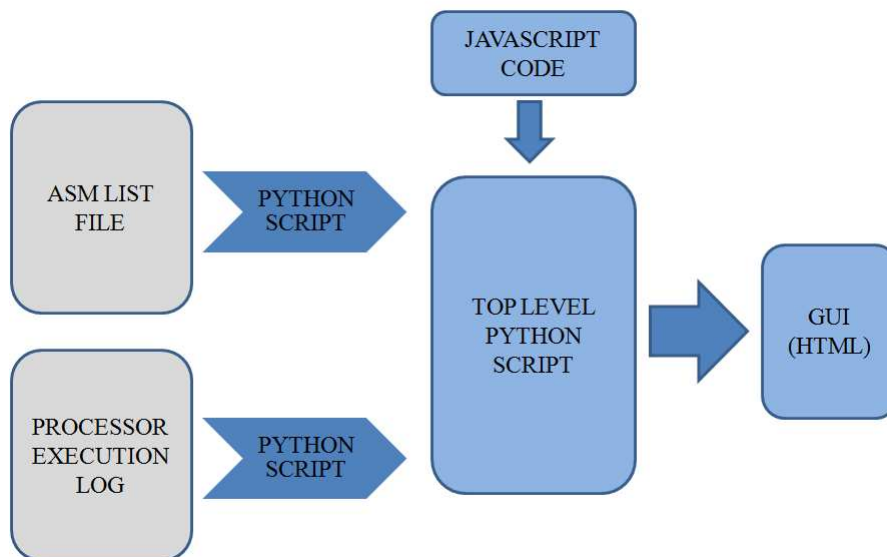 JAVASCRIPT
CODE
ASM LIST
FILE
PYTHON
SCRIPT
TOP LEVEL
PYTHON
SCRIPT
GUI
(HTML)
PROCESSOR
EXECUTION
LOG
PYTHON
SCRIPT